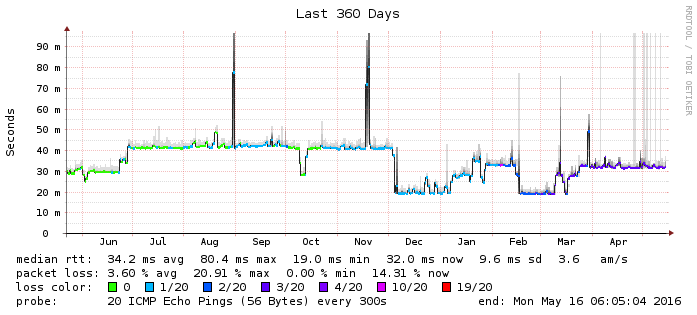 Last 360 Days
RRDTOOL / TOBI OETIKER
Seconds
90 m
80 m
70 m
60 m
50 m
40 m
30 m
20 m
10 m
0
Jun Jul Aug Sep Oct Nov Dec Jan Feb Mar Apr
median rtt: 34.2 ms avg 80.4 ms max 19.0 ms min 32.0 ms now 9.6 ms sd 3.6 am/s
packet loss: 3.60 % avg 20.91 % max 0.00 % min 14.31 % now
loss color: 0 1/20 2/20 3/20 4/20 10/20 19/20
probe: 20 ICMP Echo Pings (56 Bytes) every 300s end: Mon May 16 06:05:04 2016